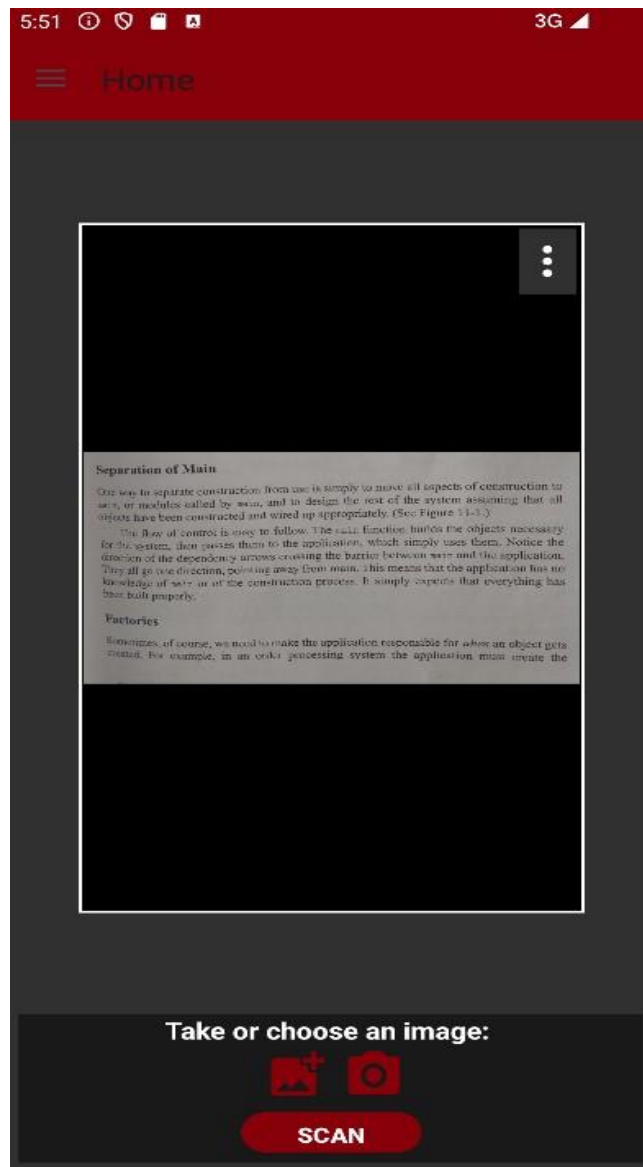 5:51
3G
Home
Separation of Main
One way to separate construction from use is simply to move all aspects of construction to
main, or modules called by main, and to design the rest of the system assuming that all
objects have been constructed and wired up appropriately. (See Figure 11-1.)
The flow of control is easy to follow. The main function builds the objects necessary
for the system, then passes them to the application, which simply uses them. Notice the
direction of the dependency arrows crossing the barrier between main and the application.
They all go one direction, pointing away from main. This means that the application has no
knowledge of main or of the construction process. It simply expects that everything has
been built properly.
Factories
Sometimes, of course, we need to make the application responsible for when an object gets
created. For example, in an order processing system the application must create the
Take or choose an image:
SCAN